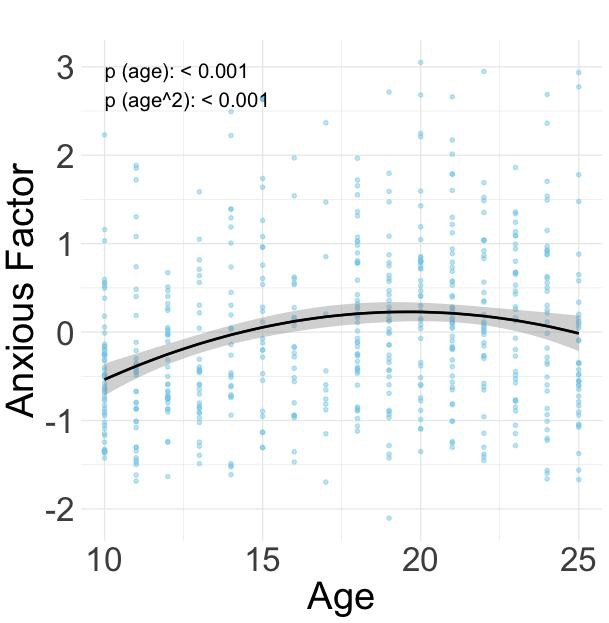 p (age): < 0.001
p (age^2): < 0.001
Anxious Factor
3
2
1
0
-1
-2
10 15 20 25
Age